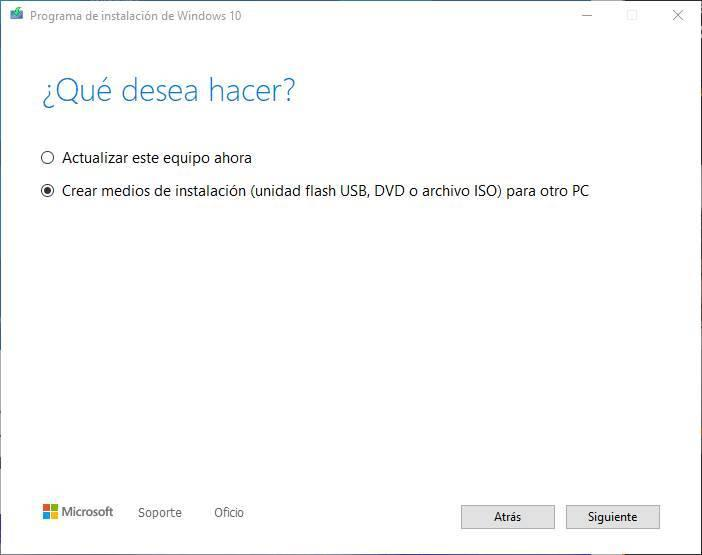 Programa de instalación de Windows 10
¿Qué desea hacer?
Actualizar este equipo ahora
Crear medios de instalación (unidad flash USB, DVD o archivo ISO) para otro PC
Microsoft Soporte Oficio Atrás Siguiente